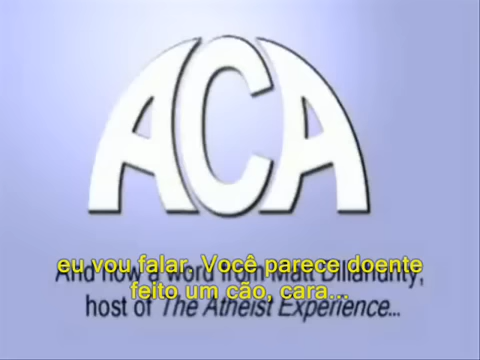 ACA
eu vou falar. Você parece doente
And now a word from Matt Dillahunty,
feito um cão, cara...
host of The Atheist Experience...